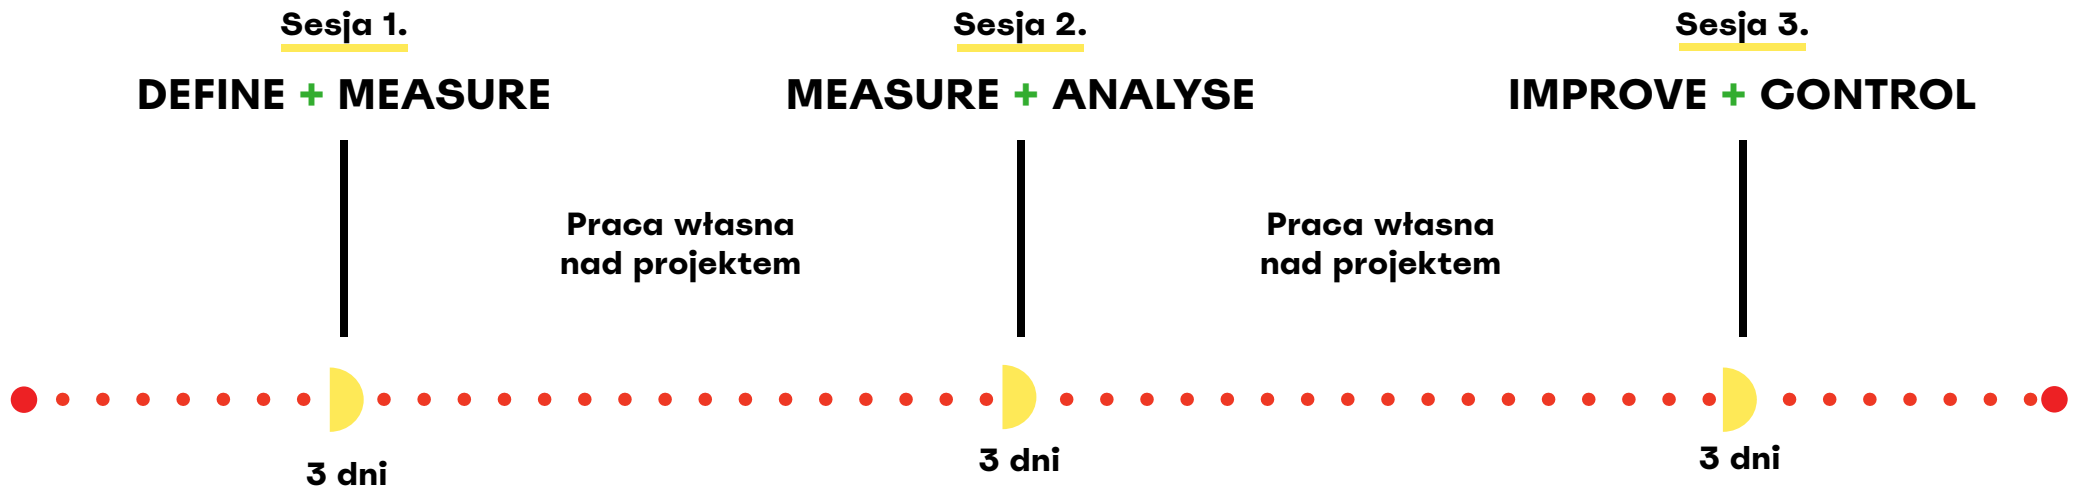 Sesja 1.
DEFINE + MEASURE
Sesja 2.
MEASURE + ANALYSE
Sesja 3.
IMPROVE + CONTROL
Praca własna
nad projektem
Praca własna
nad projektem
3 dni
3 dni
3 dni